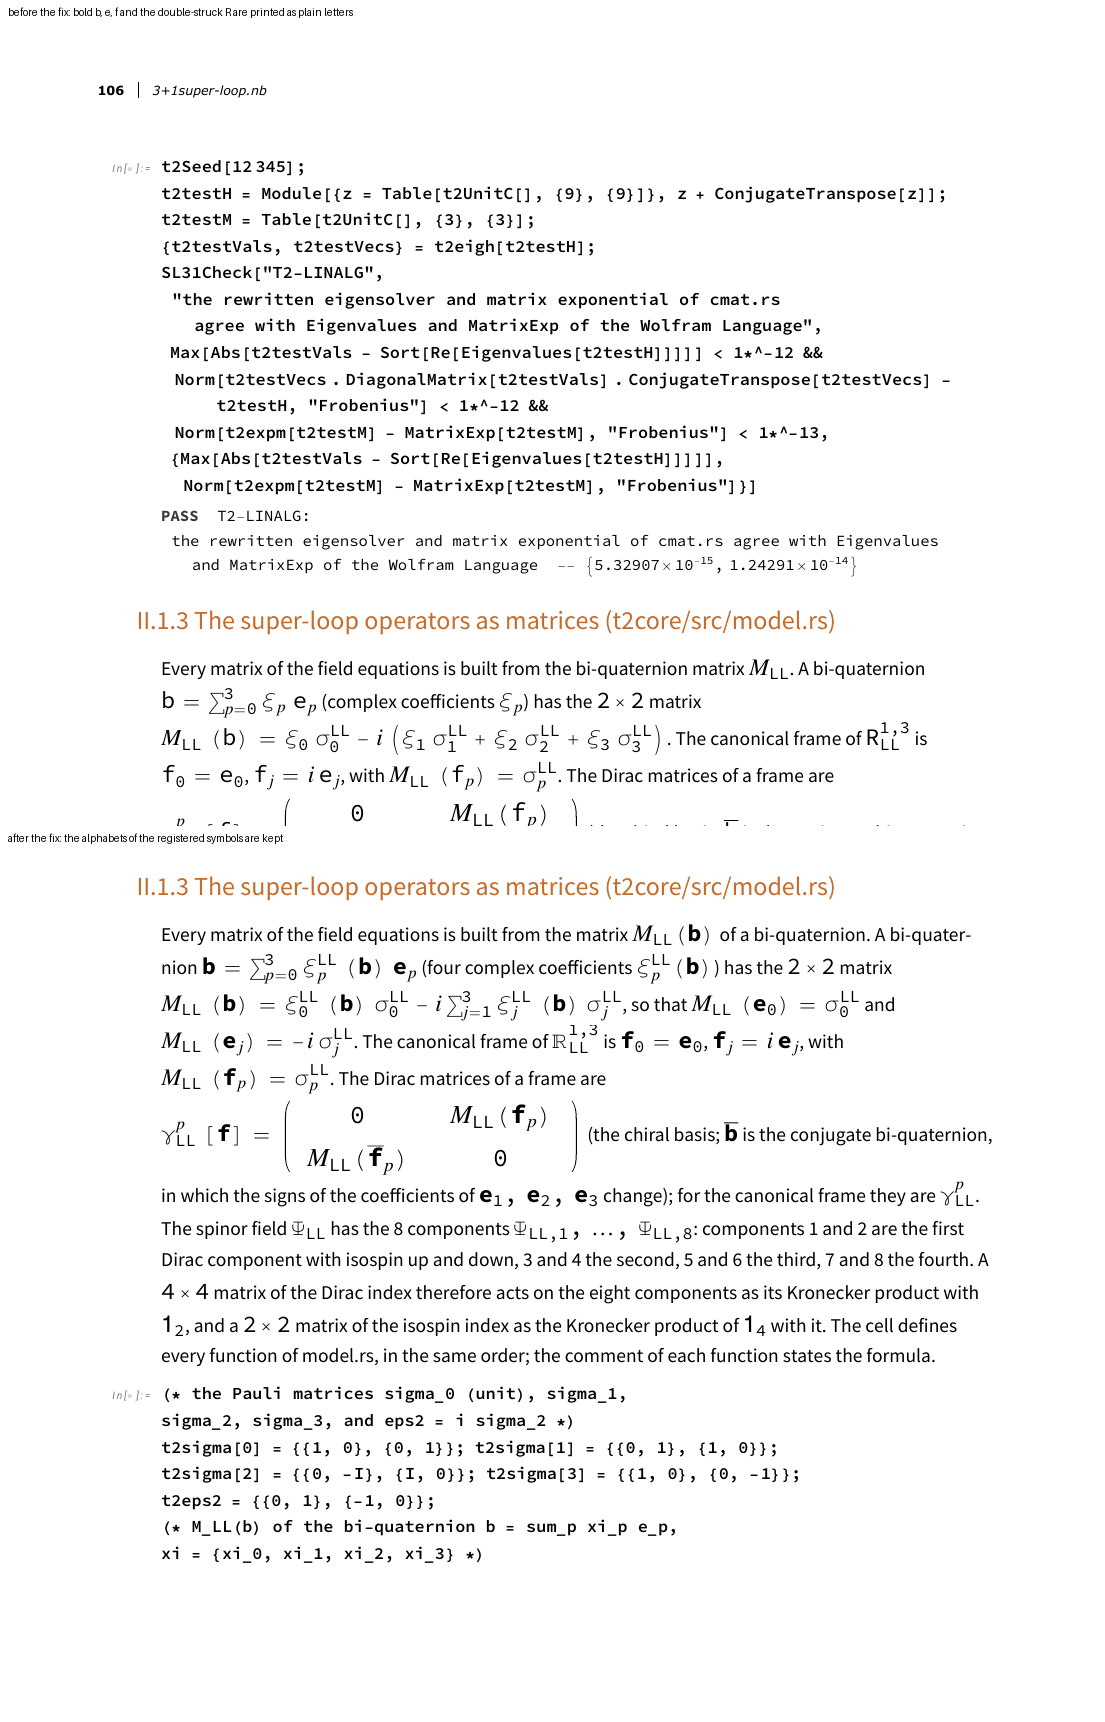 before the fix: bold b, e, f and the double-struck R are printed as plain letters
106 | 3+1super-loop.nb
In[◦]:= t2Seed[12345];
t2testH = Module[{z = Table[t2UnitC[], {9}, {9}]}, z + ConjugateTranspose[z]];
t2testM = Table[t2UnitC[], {3}, {3}];
{t2testVals, t2testVecs} = t2eigh[t2testH];
SL31Check["T2-LINALG",
"the rewritten eigensolver and matrix exponential of cmat.rs
agree with Eigenvalues and MatrixExp of the Wolfram Language",
Max[Abs[t2testVals - Sort[Re[Eigenvalues[t2testH]]]]] < 1*^-12 &&
Norm[t2testVecs . DiagonalMatrix[t2testVals] . ConjugateTranspose[t2testVecs] -
t2testH, "Frobenius"] < 1*^-12 &&
Norm[t2expm[t2testM] - MatrixExp[t2testM], "Frobenius"] < 1*^-13,
{Max[Abs[t2testVals - Sort[Re[Eigenvalues[t2testH]]]]],
Norm[t2expm[t2testM] - MatrixExp[t2testM], "Frobenius"]}]
PASS T2-LINALG:
the rewritten eigensolver and matrix exponential of cmat.rs agree with Eigenvalues
and MatrixExp of the Wolfram Language -- {5.32907×10^-15, 1.24291×10^-14}
II.1.3 The super-loop operators as matrices (t2core/src/model.rs)
Every matrix of the field equations is built from the bi-quaternion matrix M_LL. A bi-quaternion
b = ∑_{p=0}^3 ξ_p e_p (complex coefficients ξ_p) has the 2 × 2 matrix
M_LL (b) = ξ_0 σ_0^LL - i (ξ_1 σ_1^LL + ξ_2 σ_2^LL + ξ_3 σ_3^LL). The canonical frame of R_LL^{1,3} is
f_0 = e_0, f_j = i e_j, with M_LL (f_p) = σ_p^LL. The Dirac matrices of a frame are
0 M_LL(f_p)
after the fix: the alphabets of the registered symbols are kept
II.1.3 The super-loop operators as matrices (t2core/src/model.rs)
Every matrix of the field equations is built from the matrix M_LL(𝐛) of a bi-quaternion. A bi-quater-
nion 𝐛 = ∑_{p=0}^3 ξ_p^LL (𝐛) 𝐞_p (four complex coefficients ξ_p^LL(𝐛)) has the 2 × 2 matrix
M_LL (𝐛) = ξ_0^LL (𝐛) σ_0^LL - i ∑_{j=1}^3 ξ_j^LL (𝐛) σ_j^LL, so that M_LL (𝐞_0) = σ_0^LL and
M_LL (𝐞_j) = -i σ_j^LL. The canonical frame of ℝ_LL^{1,3} is 𝐟_0 = 𝐞_0, 𝐟_j = i 𝐞_j, with
M_LL (𝐟_p) = σ_p^LL. The Dirac matrices of a frame are
0 M_LL(𝐟_p)
γ_LL^p [𝐟] = ( ) (the chiral basis; 𝐛̅ is the conjugate bi-quaternion,
M_LL(𝐟̅_p) 0
in which the signs of the coefficients of 𝐞_1, 𝐞_2, 𝐞_3 change); for the canonical frame they are γ_LL^p.
The spinor field Ψ_LL has the 8 components Ψ_LL,1, ..., Ψ_LL,8: components 1 and 2 are the first
Dirac component with isospin up and down, 3 and 4 the second, 5 and 6 the third, 7 and 8 the fourth. A
4 × 4 matrix of the Dirac index therefore acts on the eight components as its Kronecker product with
1_2, and a 2 × 2 matrix of the isospin index as the Kronecker product of 1_4 with it. The cell defines
every function of model.rs, in the same order; the comment of each function states the formula.
In[◦]:= (* the Pauli matrices sigma_0 (unit), sigma_1,
sigma_2, sigma_3, and eps2 = i sigma_2 *)
t2sigma[0] = {{1, 0}, {0, 1}}; t2sigma[1] = {{0, 1}, {1, 0}};
t2sigma[2] = {{0, -I}, {I, 0}}; t2sigma[3] = {{1, 0}, {0, -1}};
t2eps2 = {{0, 1}, {-1, 0}};
(* M_LL(b) of the bi-quaternion b = sum_p xi_p e_p,
xi = {xi_0, xi_1, xi_2, xi_3} *)